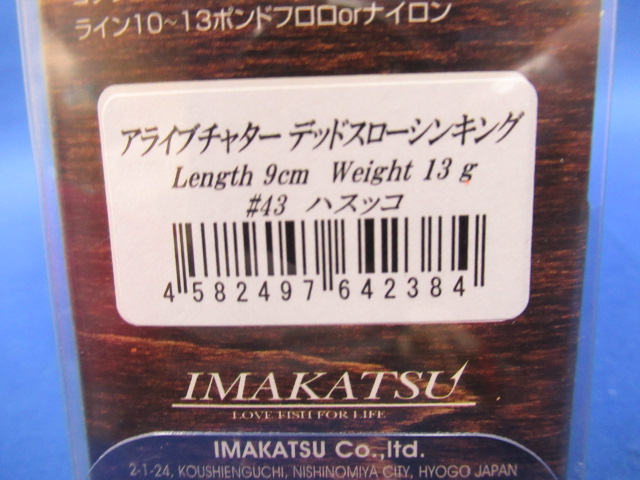 ライン10~13ポンドフロロorナイロン
アライブチャター デッドスローシンキング
Length 9cm Weight 13 g
#43 ハスッコ
4 582497 642384
IMAKATSU
LOVE FISH FOR LIFE
IMAKATSU Co.,ltd.
2-1-24, KOUSHIENGUCHI, NISHINOMIYA CITY, HYOGO JAPAN